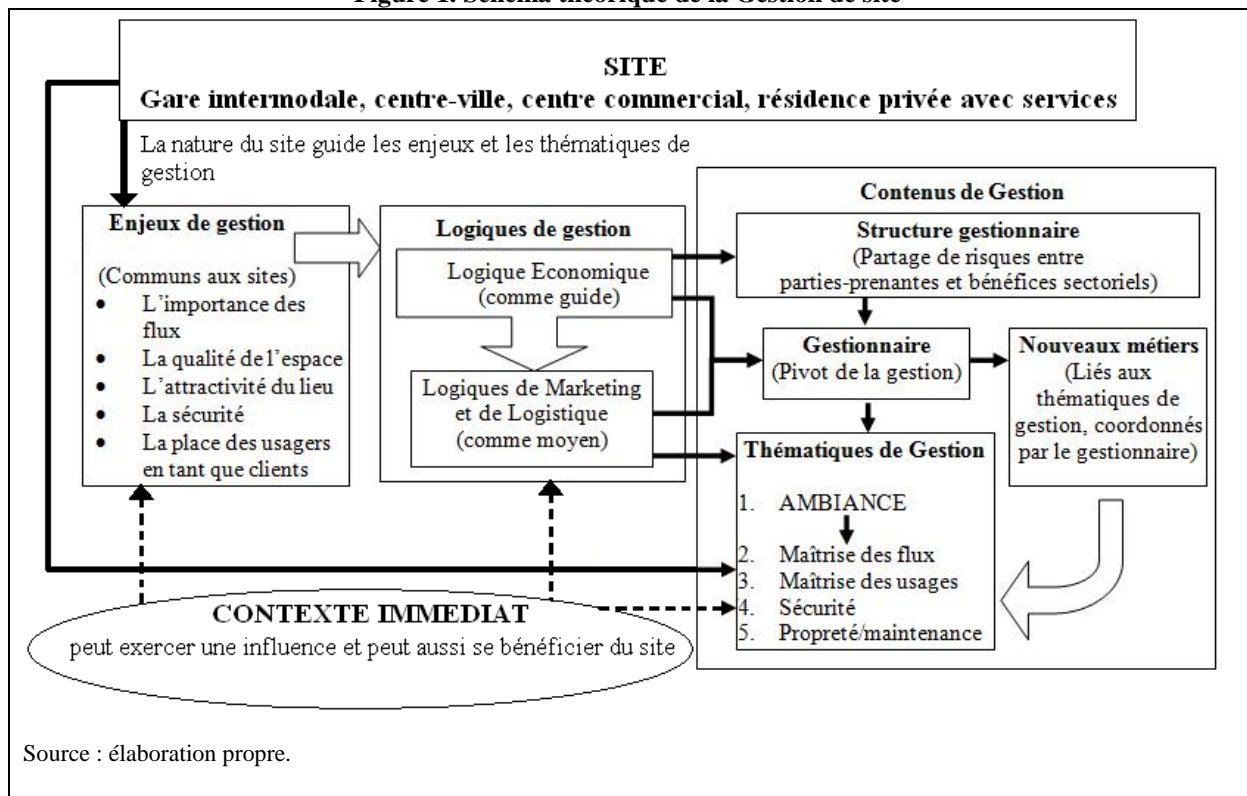 Figure 1. Schéma théorique de la Gestion de site
SITE
Gare imtermodale, centre-ville, centre commercial, résidence privée avec services
La nature du site guide les enjeux et les thématiques de
gestion
Enjeux de gestion
(Communs aux sites)
• L'importance des
flux
• La qualité de l'espace
• L'attractivité du lieu
• La sécurité
• La place des usagers
en tant que clients
Logiques de gestion
Logique Economique
(comme guide)
Logiques de Marketing
et de Logistique
(comme moyen)
Contenus de Gestion
Structure gestionnaire
(Partage de risques entre
parties-prenantes et bénéfices sectoriels)
Gestionnaire
(Pivot de la gestion)
Nouveaux métiers
(Liés aux
thématiques de
gestion, coordonnés
par le gestionnaire)
Thématiques de Gestion
1. AMBIANCE
2. Maîtrise des flux
3. Maîtrise des usages
4. Sécurité
5. Propreté/maintenance
CONTEXTE IMMEDIAT
peut exercer une influence et peut aussi se bénéficier du site
Source : élaboration propre.